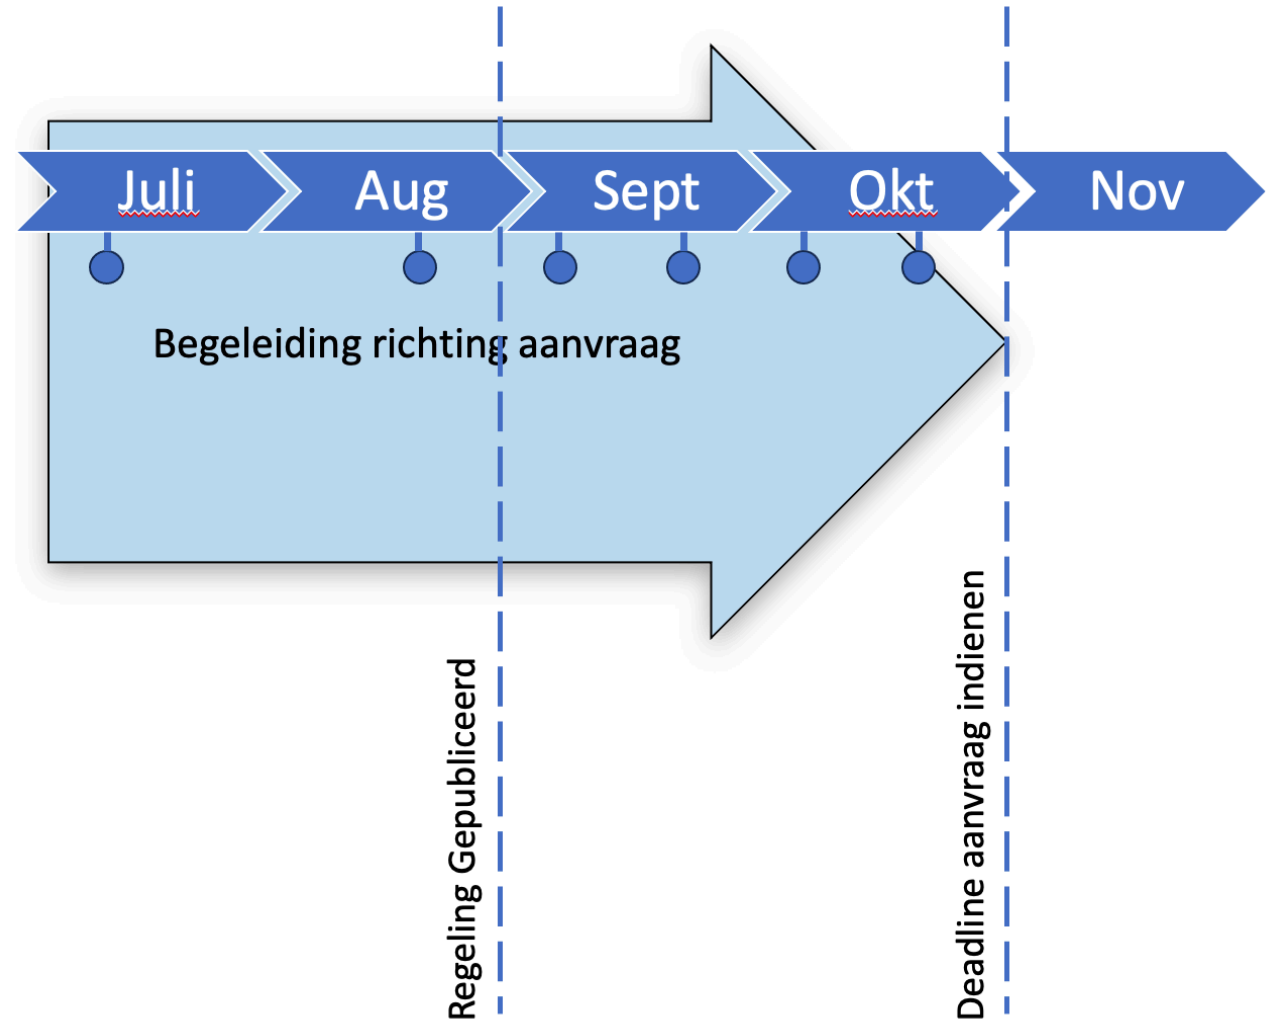 Juli
Aug
Sept
Okt
Nov
Begeleiding richting aanvraag
Regeling Gepubliceerd
Deadline aanvraag indienen